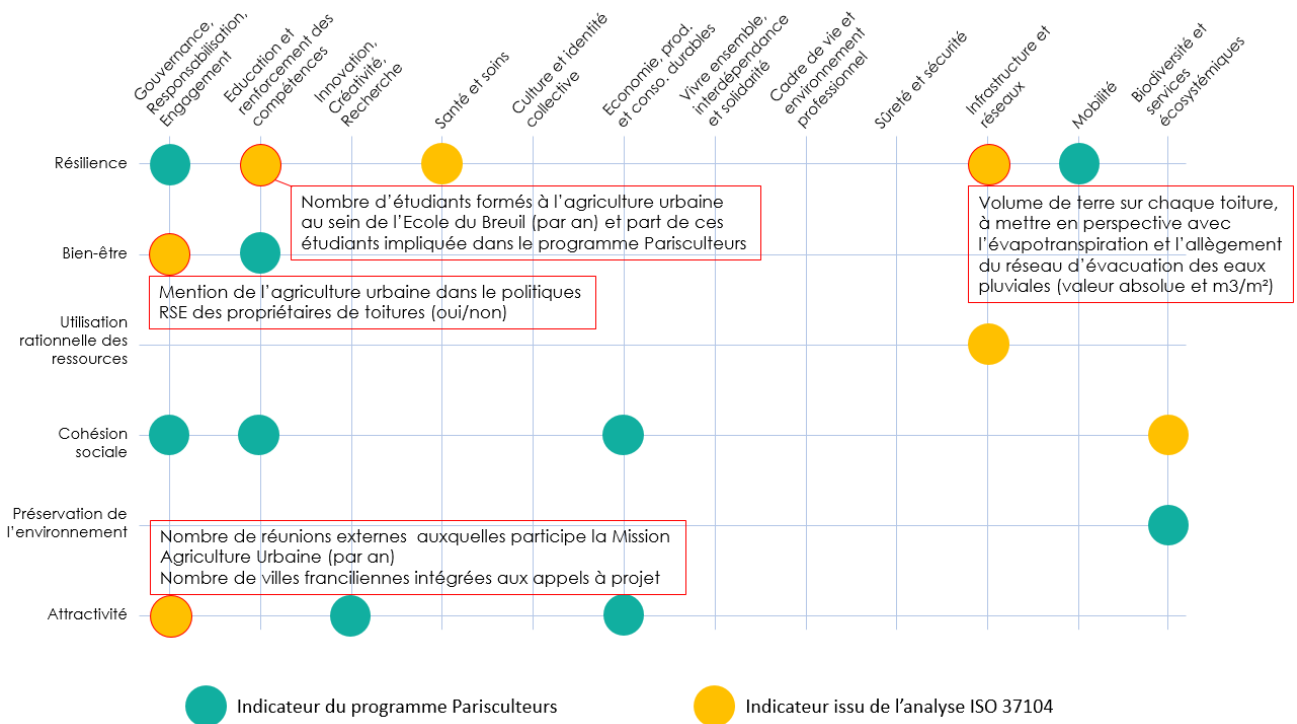 Gouvernance,
Responsabilisation,
Engagement
Education et
renforcement des
compétences
Innovation,
Créativité,
Recherche
Santé et soins
Culture et identité
collective
Economie, prod.
et conso. durables
Vivre ensemble,
interdépendance
et solidarité
Cadre de vie et
environnement
professionnel
Sûreté et sécurité
Infrastructure et
réseaux
Mobilité
Biodiversité et
services
écosystémiques
Résilience
Nombre d'étudiants formés à l'agriculture urbaine
au sein de l'Ecole du Breuil (par an) et part de ces
étudiants impliquée dans le programme Parisculteurs
Volume de terre sur chaque toiture,
à mettre en perspective avec
l'évapotranspiration et l'allègement
du réseau d'évacuation des eaux
pluviales (valeur absolue et m3/m²)
Bien-être
Mention de l'agriculture urbaine dans le politiques
RSE des propriétaires de toitures (oui/non)
Utilisation
rationnelle des
ressources
Cohésion
sociale
Préservation de
l'environnement
Nombre de réunions externes auxquelles participe la Mission
Agriculture Urbaine (par an)
Nombre de villes franciliennes intégrées aux appels à projet
Attractivité
Indicateur du programme Parisculteurs
Indicateur issu de l'analyse ISO 37104